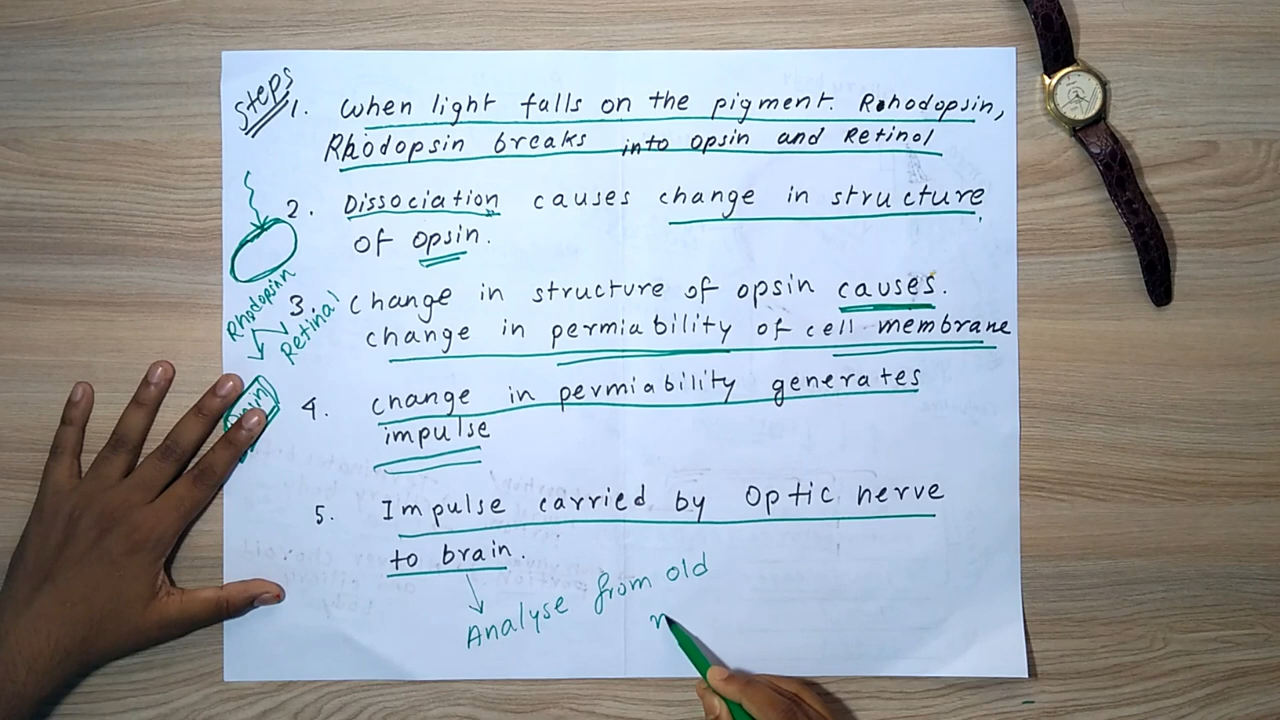 Steps
1. When light falls on the pigment. Rhodopsin,
Rhodopsin breaks into opsin and Retinol
2. Dissociation causes change in structure
of opsin.
Rhodopsin
Retinal
3. change in structure of opsin causes.
change in permiability of cell membrane
4. change in permiability generates
impulse
5. Impulse carried by Optic nerve
to brain.
Analyse from old